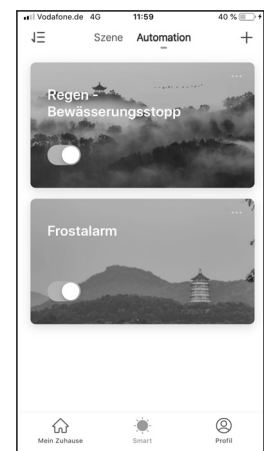 Vodafone.de 4G 11:59 40 %
Szene Automation
Regen -
Bewässerungsstopp
Frostalarm
Mein Zuhause Smart Profil